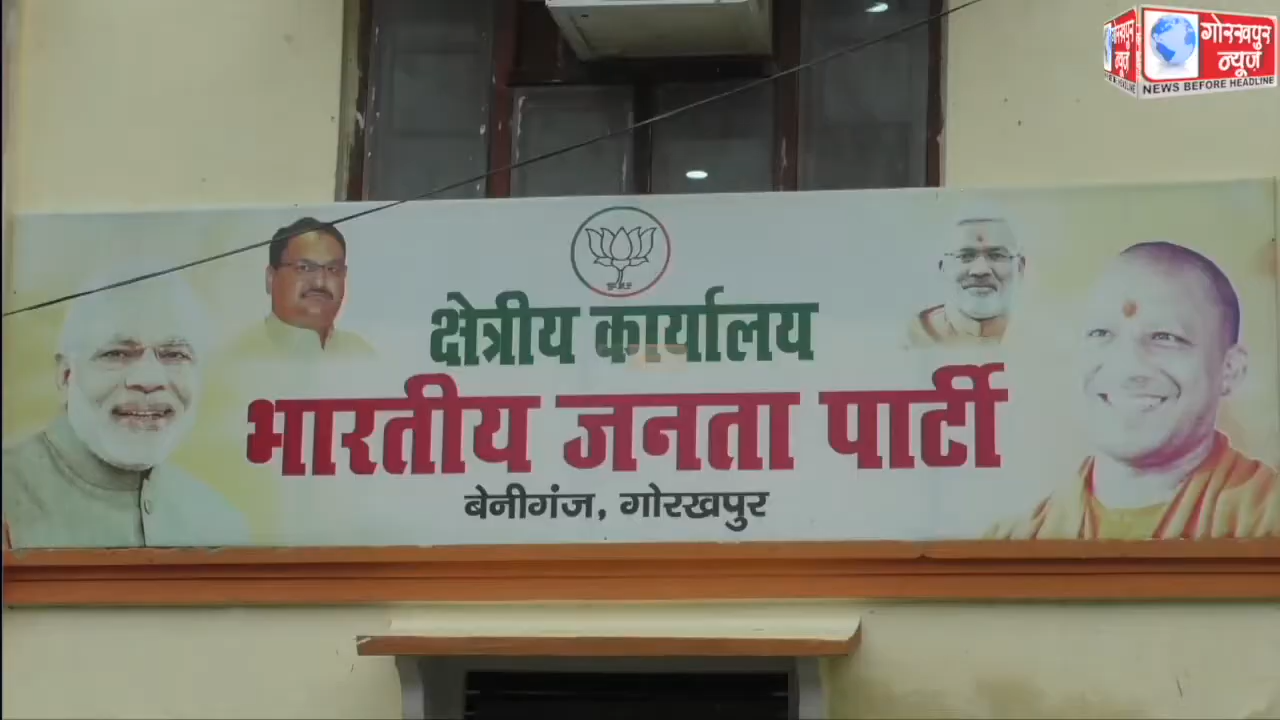 गोरखपुर
न्यूज़
NEWS BEFORE HEADLINE
क्षेत्रीय कार्यालय
भारतीय जनता पार्टी
बेनीगंज, गोरखपुर